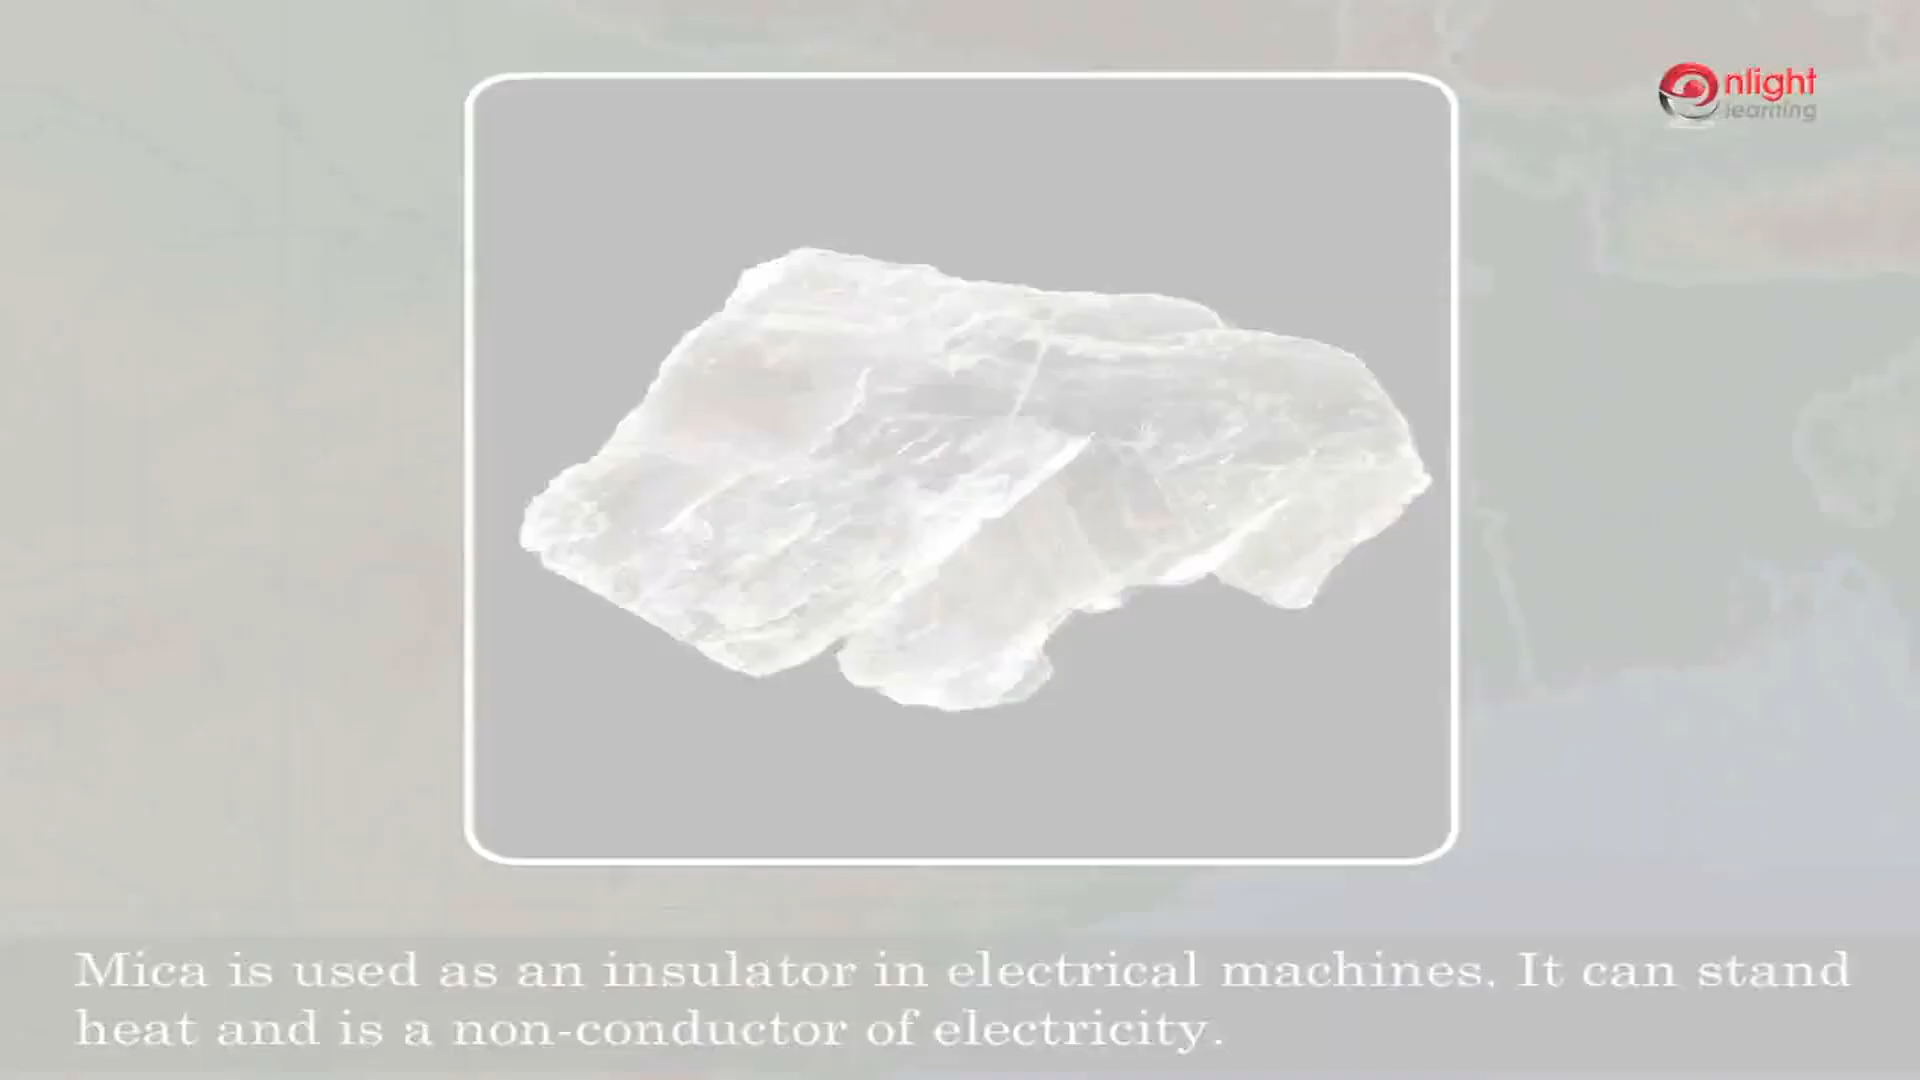 nlight
learning
Mica is used as an insulator in electrical machines. It can stand
heat and is a non-conductor of electricity.